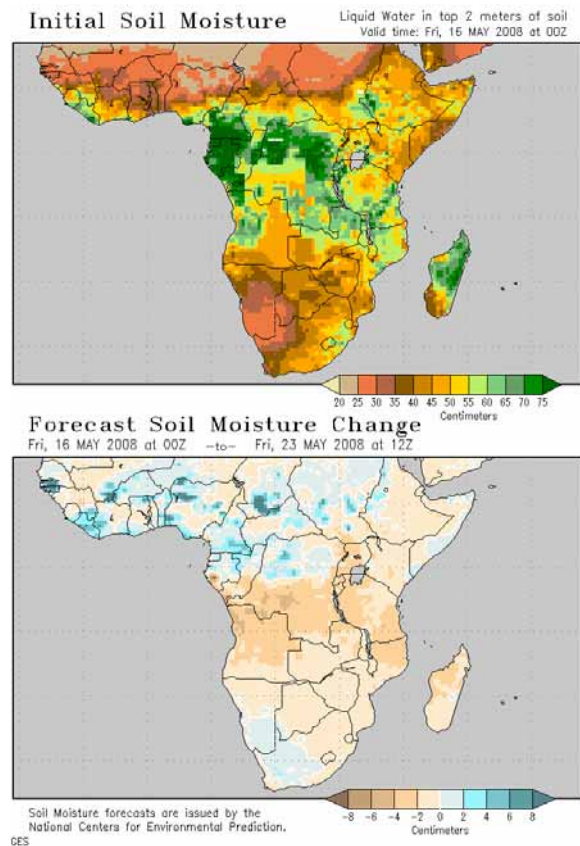 Initial Soil Moisture
Liquid Water in top 2 meters of soil
Valid time: Fri, 16 MAY 2008 at 00Z
20 25 30 35 40 45 50 55 60 65 70 75
Centimeters
Forecast Soil Moisture Change
Fri, 16 MAY 2008 at 00Z -to- Fri, 23 MAY 2008 at 12Z
-8 -6 -4 -2 0 2 4 6 8
Centimeters
Soil Moisture forecasts are issued by the
National Centers for Environmental Prediction.
GES